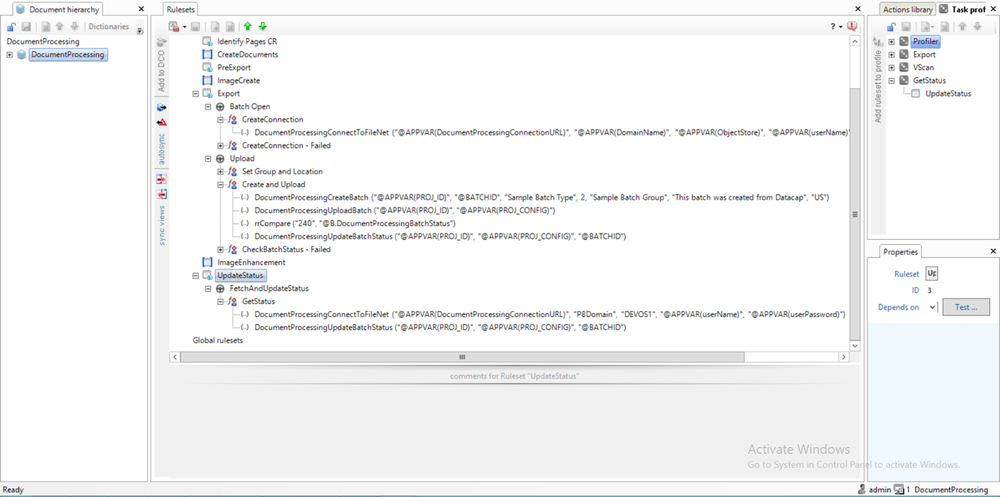 Document hierarchy
Dictionaries
DocumentProcessing
DocumentProcessing
Rulesets
?
Add to DCO
autosync
sync views
Identify Pages CR
CreateDocuments
PreExport
ImageCreate
Export
Batch Open
CreateConnection
DocumentProcessingConnectToFileNet ("@APPVAR(DocumentProcessingConnectionURL)", "@APPVAR(DomainName)", "@APPVAR(ObjectStore)", "@APPVAR(userName)"
CreateConnection - Failed
Upload
Set Group and Location
Create and Upload
DocumentProcessingCreateBatch ("@APPVAR(PROJ_ID)", "@BATCHID", "Sample Batch Type", 2, "Sample Batch Group", "This batch was created from Datacap", "US")
DocumentProcessingUploadBatch ("@APPVAR(PROJ_ID)", "@APPVAR(PROJ_CONFIG)")
rrCompare ("240", "@B.DocumentProcessingBatchStatus")
DocumentProcessingUpdateBatchStatus ("@APPVAR(PROJ_ID)", "@APPVAR(PROJ_CONFIG)", "@BATCHID")
CheckBatchStatus - Failed
ImageEnhancement
UpdateStatus
FetchAndUpdateStatus
GetStatus
DocumentProcessingConnectToFileNet ("@APPVAR(DocumentProcessingConnectionURL)", "P8Domain", "DEVOS1", "@APPVAR(userName)", "@APPVAR(userPassword)")
DocumentProcessingUpdateBatchStatus ("@APPVAR(PROJ_ID)", "@APPVAR(PROJ_CONFIG)", "@BATCHID")
Global rulesets
comments for Ruleset "UpdateStatus"
Actions library
Task prof
Add ruleset to profile
Profiler
Export
VScan
GetStatus
UpdateStatus
Properties
Ruleset Up
ID 3
Depends on Test ...
Activate Windows
Go to System in Control Panel to activate Windows.
Ready
admin 1 DocumentProcessing